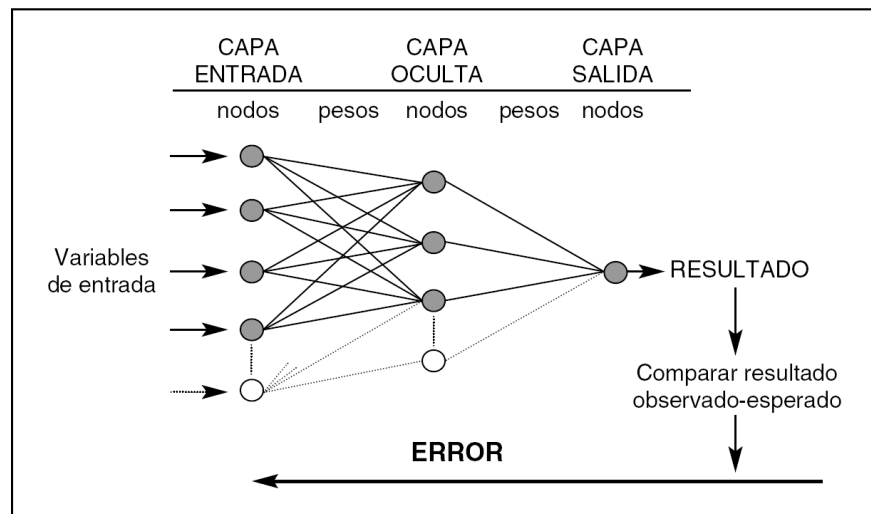 CAPA
ENTRADA
CAPA
OCULTA
CAPA
SALIDA
nodos
pesos
nodos
pesos
nodos
Variables
de entrada
RESULTADO
Comparar resultado
observado-esperado
ERROR